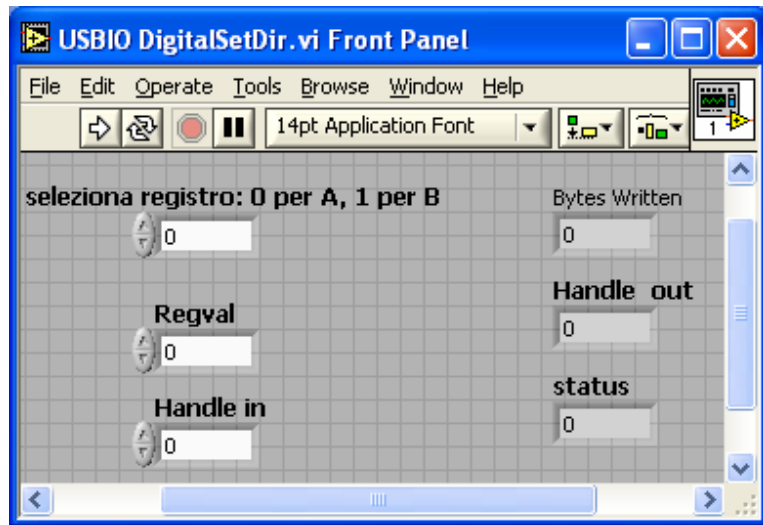 USBIO DigitalSetDir.vi Front Panel
File Edit Operate Tools Browse Window Help
14pt Application Font
1
seleziona registro: 0 per A, 1 per B
0
Bytes Written
0
Regval
0
Handle out
0
Handle in
0
status
0